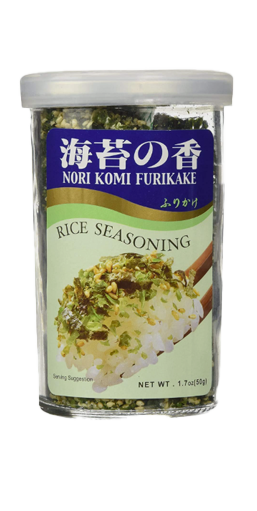 海苔の香
NORI KOMI FURIKAKE
ふりかけ
RICE SEASONING
Serving Suggestion
NET WT. 1.7oz(50g)